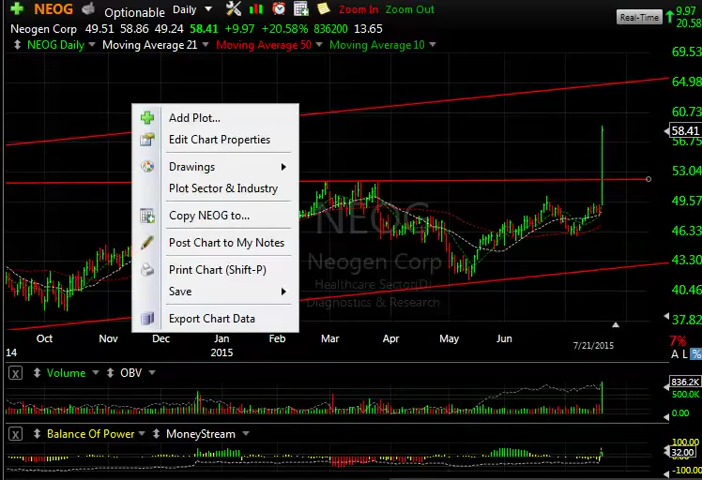 NEOG Optionable Daily Zoom In Zoom Out Real-Time 9.97
20.58
Neogen Corp 49.51 58.86 49.24 58.41 +9.97 +20.58% 836200 13.65
NEOG Daily Moving Average 21 Moving Average 50 Moving Average 10
69.53
64.98
60.73
58.41
56.75
53.04
49.57
46.33
43.30
40.46
37.82
Add Plot...
Edit Chart Properties
Drawings
Plot Sector & Industry
Copy NEOG to...
Post Chart to My Notes
Print Chart (Shift-P)
Save
Export Chart Data
NEOG
Neogen Corp
Healthcare Sector(D)
Diagnostics & Research
Oct Nov Dec Jan Feb Mar Apr May Jun
14 2015 7/21/2015
7%
A L %
X Volume OBV
836.2K
500.0K
0.00
X Balance Of Power MoneyStream
100.00
32.00
-100.0